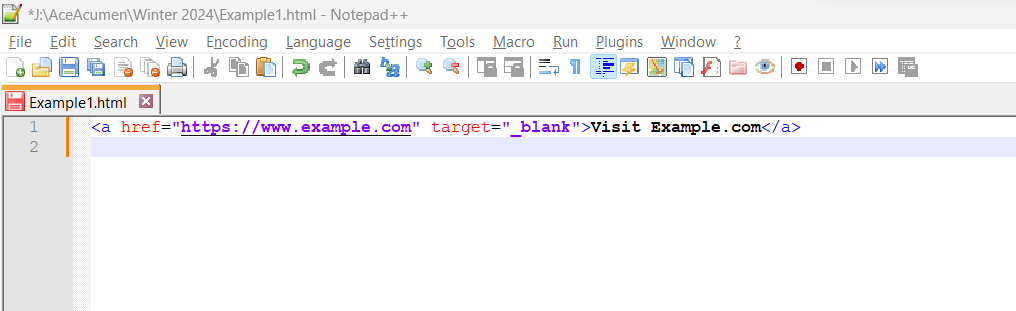 *J:\AceAcumen\Winter 2024\Example1.html - Notepad++
File Edit Search View Encoding Language Settings Tools Macro Run Plugins Window ?
Example1.html
1 <a href="https://www.example.com" target="_blank">Visit Example.com</a>
2